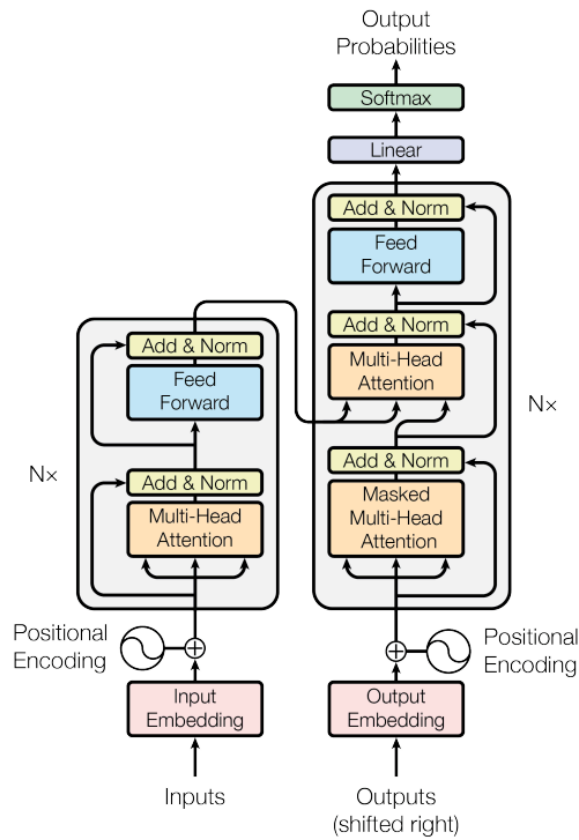 Output
Probabilities
Softmax
Linear
Add & Norm
Feed
Forward
Add & Norm
Multi-Head
Attention
Add & Norm
Masked
Multi-Head
Attention
N×
Add & Norm
Feed
Forward
Add & Norm
Multi-Head
Attention
N×
Positional
Encoding
Positional
Encoding
Input
Embedding
Output
Embedding
Inputs
Outputs
(shifted right)